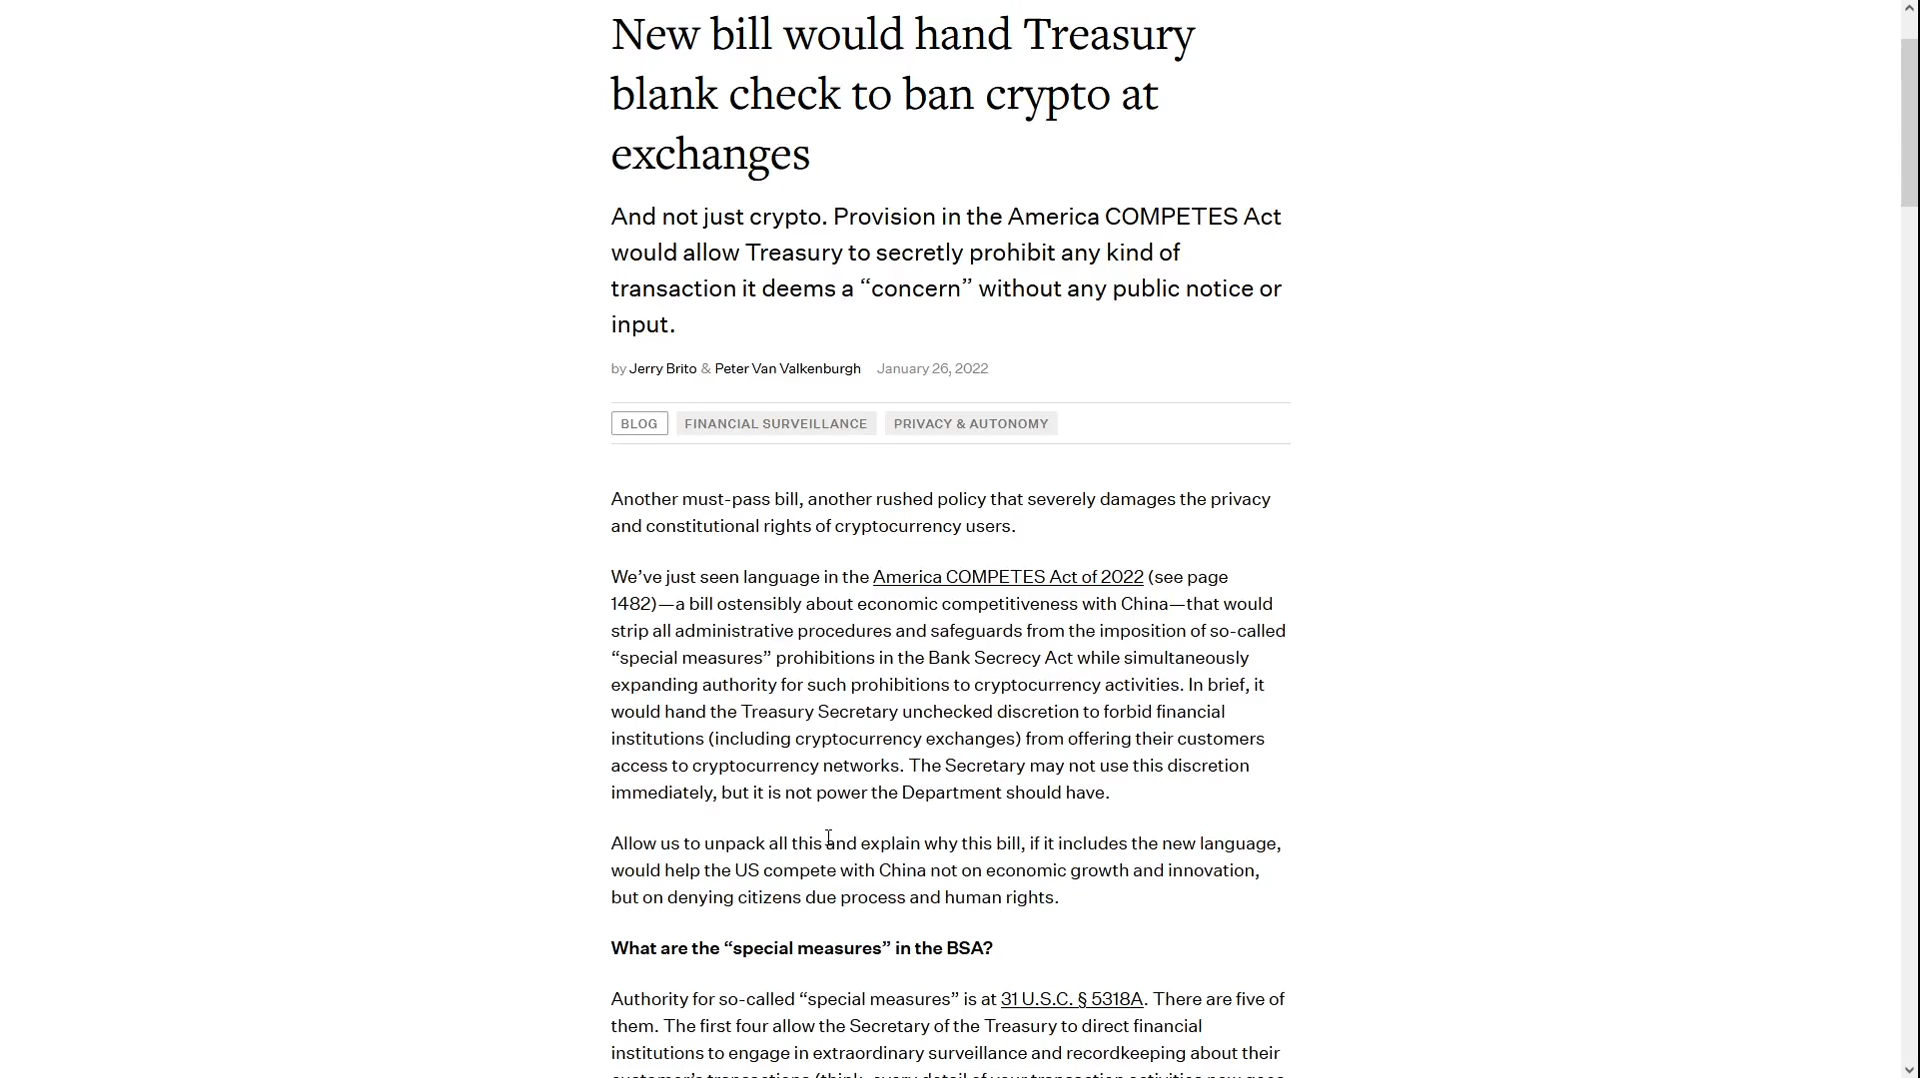 New bill would hand Treasury
blank check to ban crypto at
exchanges
And not just crypto. Provision in the America COMPETES Act
would allow Treasury to secretly prohibit any kind of
transaction it deems a “concern” without any public notice or
input.
by Jerry Brito & Peter Van Valkenburgh January 26, 2022
BLOG FINANCIAL SURVEILLANCE PRIVACY & AUTONOMY
Another must-pass bill, another rushed policy that severely damages the privacy
and constitutional rights of cryptocurrency users.
We’ve just seen language in the America COMPETES Act of 2022 (see page
1482)—a bill ostensibly about economic competitiveness with China—that would
strip all administrative procedures and safeguards from the imposition of so-called
“special measures” prohibitions in the Bank Secrecy Act while simultaneously
expanding authority for such prohibitions to cryptocurrency activities. In brief, it
would hand the Treasury Secretary unchecked discretion to forbid financial
institutions (including cryptocurrency exchanges) from offering their customers
access to cryptocurrency networks. The Secretary may not use this discretion
immediately, but it is not power the Department should have.
Allow us to unpack all this and explain why this bill, if it includes the new language,
would help the US compete with China not on economic growth and innovation,
but on denying citizens due process and human rights.
What are the “special measures” in the BSA?
Authority for so-called “special measures” is at 31 U.S.C. § 5318A. There are five of
them. The first four allow the Secretary of the Treasury to direct financial
institutions to engage in extraordinary surveillance and recordkeeping about their